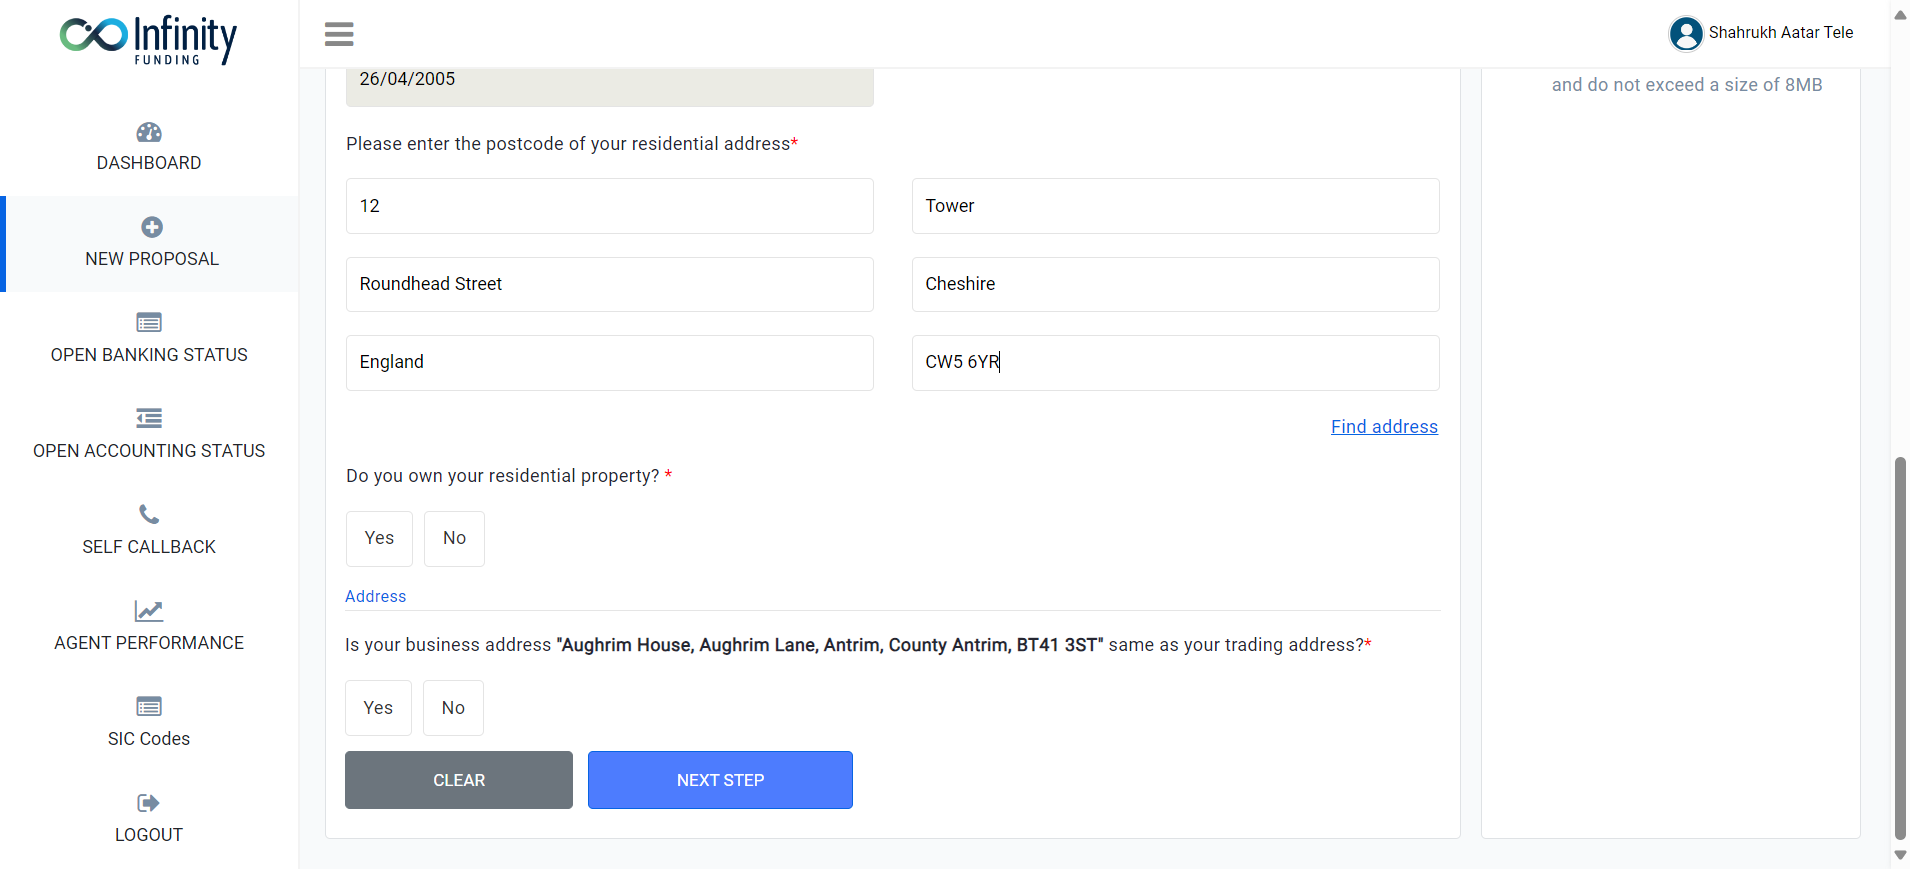 Infinity
FUNDING
Shahrukh Aatar Tele
DASHBOARD
NEW PROPOSAL
OPEN BANKING STATUS
OPEN ACCOUNTING STATUS
SELF CALLBACK
AGENT PERFORMANCE
SIC Codes
LOGOUT
26/04/2005
Please enter the postcode of your residential address*
12
Tower
Roundhead Street
Cheshire
England
CW5 6YR
Find address
Do you own your residential property? *
Yes
No
Address
Is your business address "Aughrim House, Aughrim Lane, Antrim, County Antrim, BT41 3ST" same as your trading address?*
Yes
No
CLEAR
NEXT STEP
and do not exceed a size of 8MB